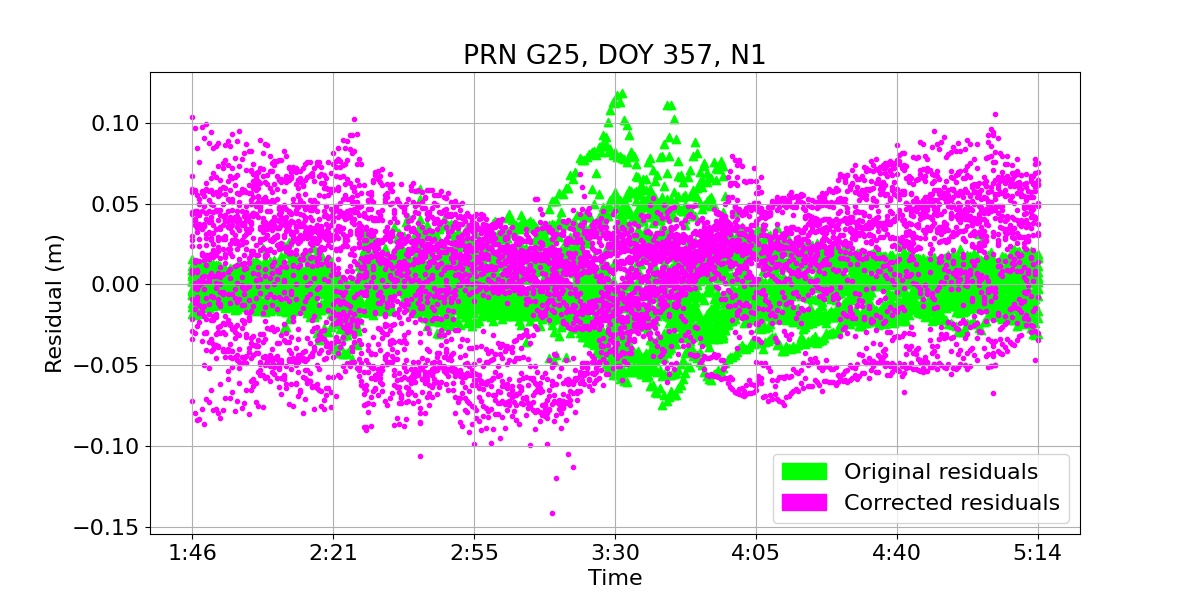 PRN G25, DOY 357, N1
Residual (m)
0.10
0.05
0.00
−0.05
−0.10
−0.15
1:46 2:21 2:55 3:30 4:05 4:40 5:14
Time
Original residuals
Corrected residuals